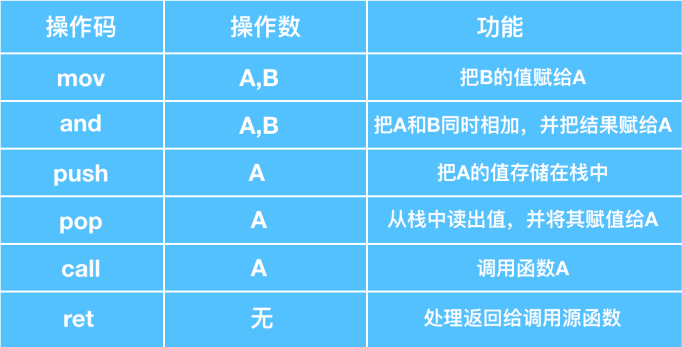 操作码 操作数 功能
mov A,B 把B的值赋给A
and A,B 把A和B同时相加，并把结果赋给A
push A 把A的值存储在栈中
pop A 从栈中读出值，并将其赋值给A
call A 调用函数A
ret 无 处理返回给调用源函数